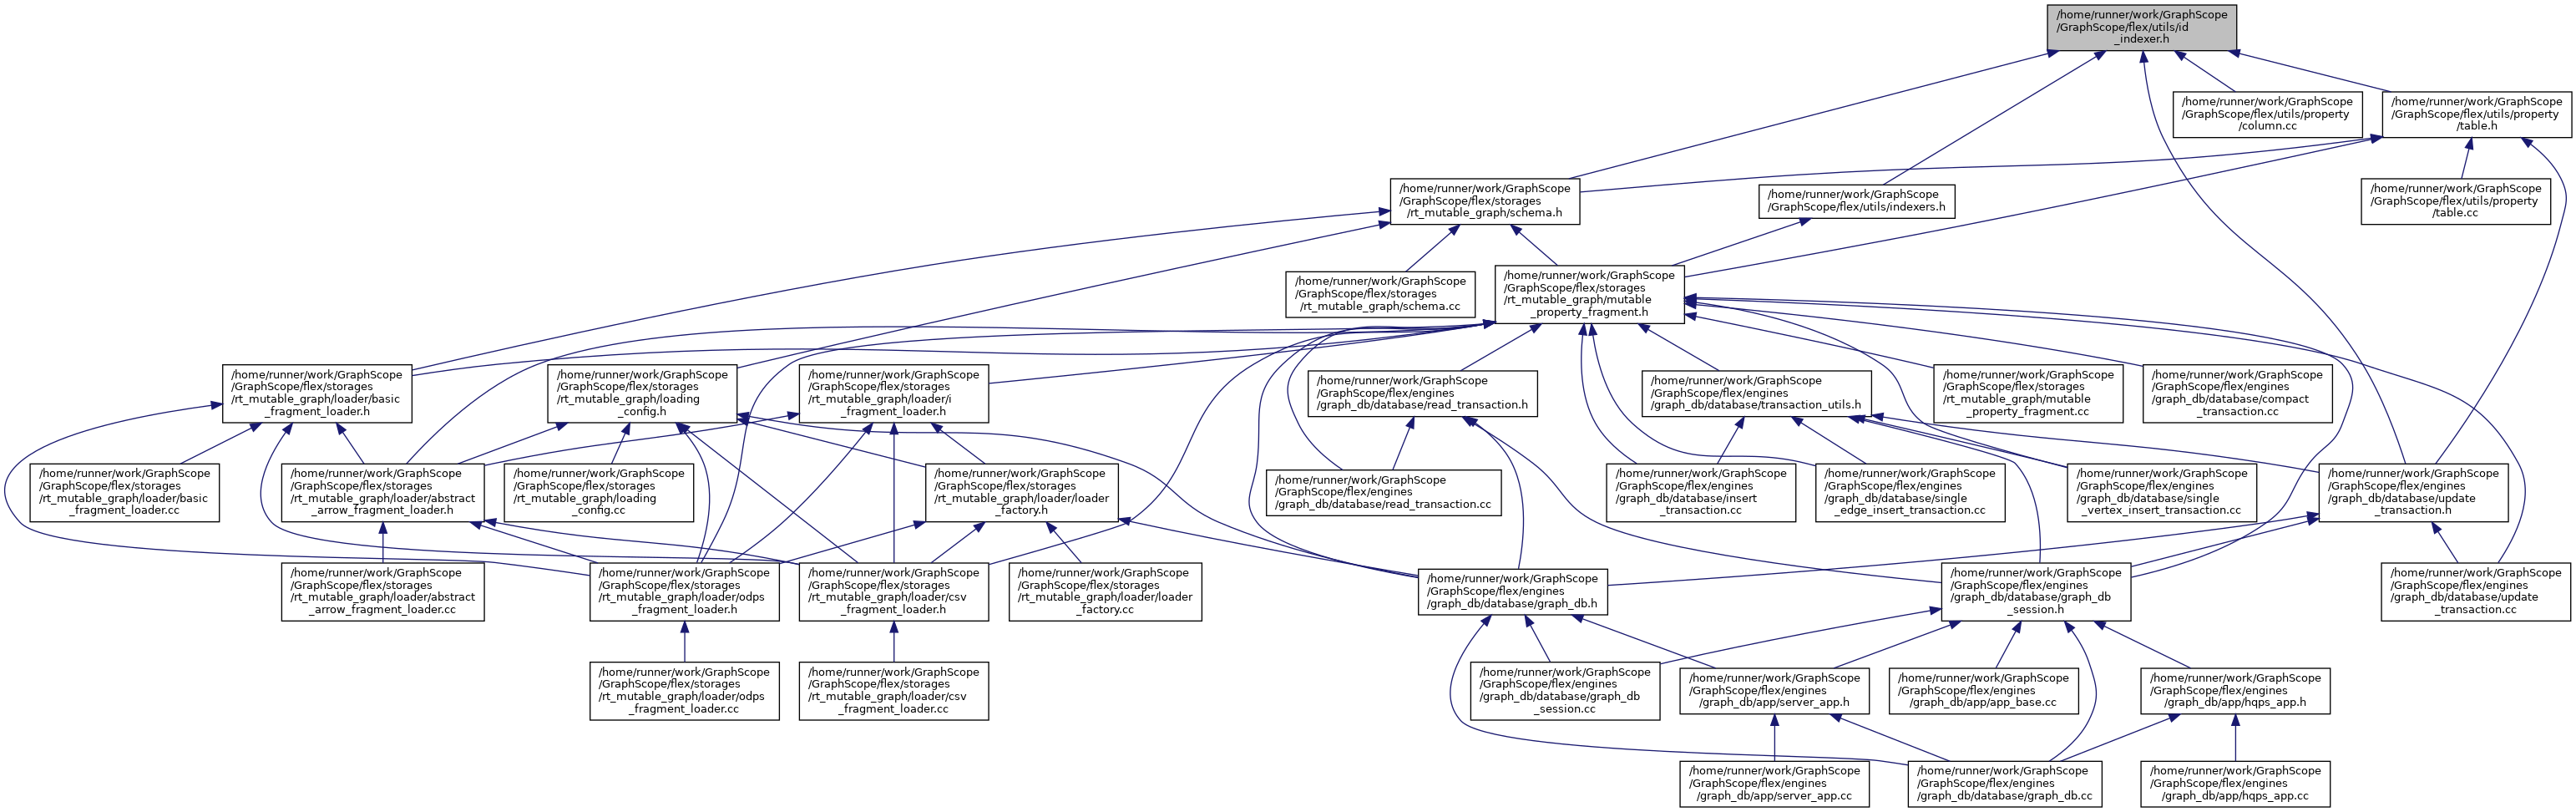 /home/runner/work/GraphScope
/GraphScope/flex/utils/id
_indexer.h
/home/runner/work/GraphScope
/GraphScope/flex/utils/property
/column.cc
/home/runner/work/GraphScope
/GraphScope/flex/utils/property
/table.h
/home/runner/work/GraphScope
/GraphScope/flex/storages
/rt_mutable_graph/schema.h
/home/runner/work/GraphScope
/GraphScope/flex/utils/indexers.h
/home/runner/work/GraphScope
/GraphScope/flex/utils/property
/table.cc
/home/runner/work/GraphScope
/GraphScope/flex/storages
/rt_mutable_graph/schema.cc
/home/runner/work/GraphScope
/GraphScope/flex/storages
/rt_mutable_graph/mutable
_property_fragment.h
/home/runner/work/GraphScope
/GraphScope/flex/storages
/rt_mutable_graph/loader/basic
_fragment_loader.h
/home/runner/work/GraphScope
/GraphScope/flex/storages
/rt_mutable_graph/loading
_config.h
/home/runner/work/GraphScope
/GraphScope/flex/storages
/rt_mutable_graph/loader/i
_fragment_loader.h
/home/runner/work/GraphScope
/GraphScope/flex/engines
/graph_db/database/read_transaction.h
/home/runner/work/GraphScope
/GraphScope/flex/engines
/graph_db/database/transaction_utils.h
/home/runner/work/GraphScope
/GraphScope/flex/storages
/rt_mutable_graph/mutable
_property_fragment.cc
/home/runner/work/GraphScope
/GraphScope/flex/engines
/graph_db/database/compact
_transaction.cc
/home/runner/work/GraphScope
/GraphScope/flex/storages
/rt_mutable_graph/loader/basic
_fragment_loader.cc
/home/runner/work/GraphScope
/GraphScope/flex/storages
/rt_mutable_graph/loader/abstract
_arrow_fragment_loader.h
/home/runner/work/GraphScope
/GraphScope/flex/storages
/rt_mutable_graph/loading
_config.cc
/home/runner/work/GraphScope
/GraphScope/flex/storages
/rt_mutable_graph/loader/loader
_factory.h
/home/runner/work/GraphScope
/GraphScope/flex/engines
/graph_db/database/read_transaction.cc
/home/runner/work/GraphScope
/GraphScope/flex/engines
/graph_db/database/insert
_transaction.cc
/home/runner/work/GraphScope
/GraphScope/flex/engines
/graph_db/database/single
_edge_insert_transaction.cc
/home/runner/work/GraphScope
/GraphScope/flex/engines
/graph_db/database/single
_vertex_insert_transaction.cc
/home/runner/work/GraphScope
/GraphScope/flex/engines
/graph_db/database/update
_transaction.h
/home/runner/work/GraphScope
/GraphScope/flex/storages
/rt_mutable_graph/loader/abstract
_arrow_fragment_loader.cc
/home/runner/work/GraphScope
/GraphScope/flex/storages
/rt_mutable_graph/loader/odps
_fragment_loader.h
/home/runner/work/GraphScope
/GraphScope/flex/storages
/rt_mutable_graph/loader/csv
_fragment_loader.h
/home/runner/work/GraphScope
/GraphScope/flex/storages
/rt_mutable_graph/loader/loader
_factory.cc
/home/runner/work/GraphScope
/GraphScope/flex/engines
/graph_db/database/graph_db.h
/home/runner/work/GraphScope
/GraphScope/flex/engines
/graph_db/database/graph_db
_session.h
/home/runner/work/GraphScope
/GraphScope/flex/engines
/graph_db/database/update
_transaction.cc
/home/runner/work/GraphScope
/GraphScope/flex/storages
/rt_mutable_graph/loader/odps
_fragment_loader.cc
/home/runner/work/GraphScope
/GraphScope/flex/storages
/rt_mutable_graph/loader/csv
_fragment_loader.cc
/home/runner/work/GraphScope
/GraphScope/flex/engines
/graph_db/database/graph_db
_session.cc
/home/runner/work/GraphScope
/GraphScope/flex/engines
/graph_db/app/server_app.h
/home/runner/work/GraphScope
/GraphScope/flex/engines
/graph_db/app/app_base.cc
/home/runner/work/GraphScope
/GraphScope/flex/engines
/graph_db/app/hqps_app.h
/home/runner/work/GraphScope
/GraphScope/flex/engines
/graph_db/app/server_app.cc
/home/runner/work/GraphScope
/GraphScope/flex/engines
/graph_db/database/graph_db.cc
/home/runner/work/GraphScope
/GraphScope/flex/engines
/graph_db/app/hqps_app.cc